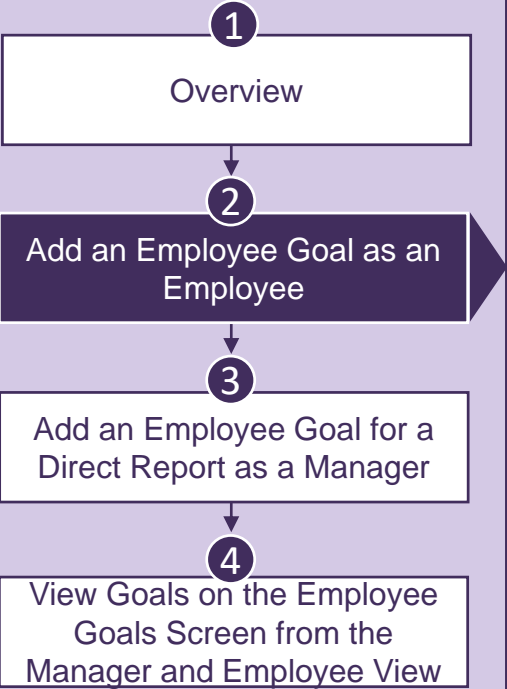 1
Overview
2
Add an Employee Goal as an
Employee
3
Add an Employee Goal for a
Direct Report as a Manager
4
View Goals on the Employee
Goals Screen from the
Manager and Employee View